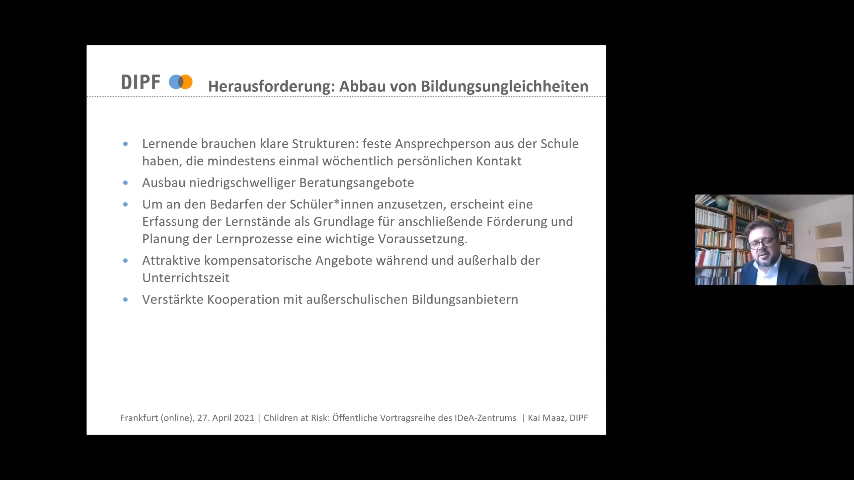 DIPF
Herausforderung: Abbau von Bildungsungleichheiten
Lernende brauchen klare Strukturen: feste Ansprechperson aus der Schule
haben, die mindestens einmal wöchentlich persönlichen Kontakt
Ausbau niedrigschwelliger Beratungsangebote
Um an den Bedarfen der Schüler*innen anzusetzen, erscheint eine
Erfassung der Lernstände als Grundlage für anschließende Förderung und
Planung der Lernprozesse eine wichtige Voraussetzung.
Attraktive kompensatorische Angebote während und außerhalb der
Unterrichtszeit
Verstärkte Kooperation mit außerschulischen Bildungsanbietern
Frankfurt (online), 27. April 2021 | Children at Risk: Öffentliche Vortragsreihe des IDeA-Zentrums | Kai Maaz, DIPF